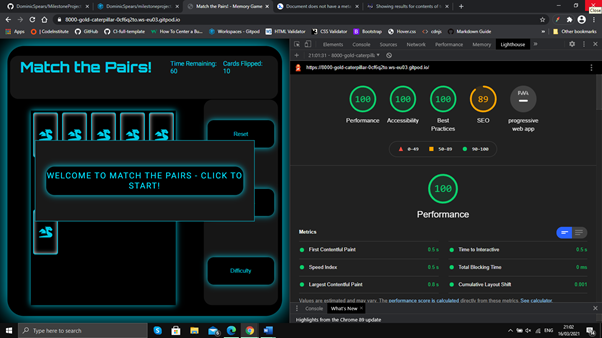 DominicSpears/MilestoneProject
DominicSpears/milestonesProject
Match the Pairs! - Memory Game
Document does not have a meta
Showing results for contents of
Close
8000-gold-caterpillar-0cf6q2to.ws-eu03.gitpod.io/
Apps
() | CodeInstitute
GitHub
CI-Full-template
How To Center a Bu...
Workspaces - Gitpod
HTML Validator
CSS Validator
Bootstrap
Hover.css
cdnjs
Markdown Guide
Match the Pairs!
Time Remaining:
60
Cards Flipped:
10
Reset
WELCOME TO MATCH THE PAIRS - CLICK TO
START!
Difficulty
Elements
Console
Sources
Network
Performance
Memory
Lighthouse
21:01:31 - 8000-gold-caterpilk
https://8000-gold-caterpillar-0cf6q2to.ws-eu03.gitpod.io/
100
100
100
89
PWA
Performance
Accessibility
Best
Practices
SEO
progressive
web app
0-49
50-89
90-100
100
Performance
Metrics
First Contentful Paint
0.5 s
Time to Interactive
0.5 s
Speed Index
0.5 s
Total Blocking Time
0 ms
Largest Contentful Paint
0.8 s
Cumulative Layout Shift
0.001
Values are estimated and may vary. The performance score is calculated directly from these metrics. See calculator.
Console
What's New
Highlights from the Chrome 89 update
Type here to search
ENG
21:02
16/03/2021